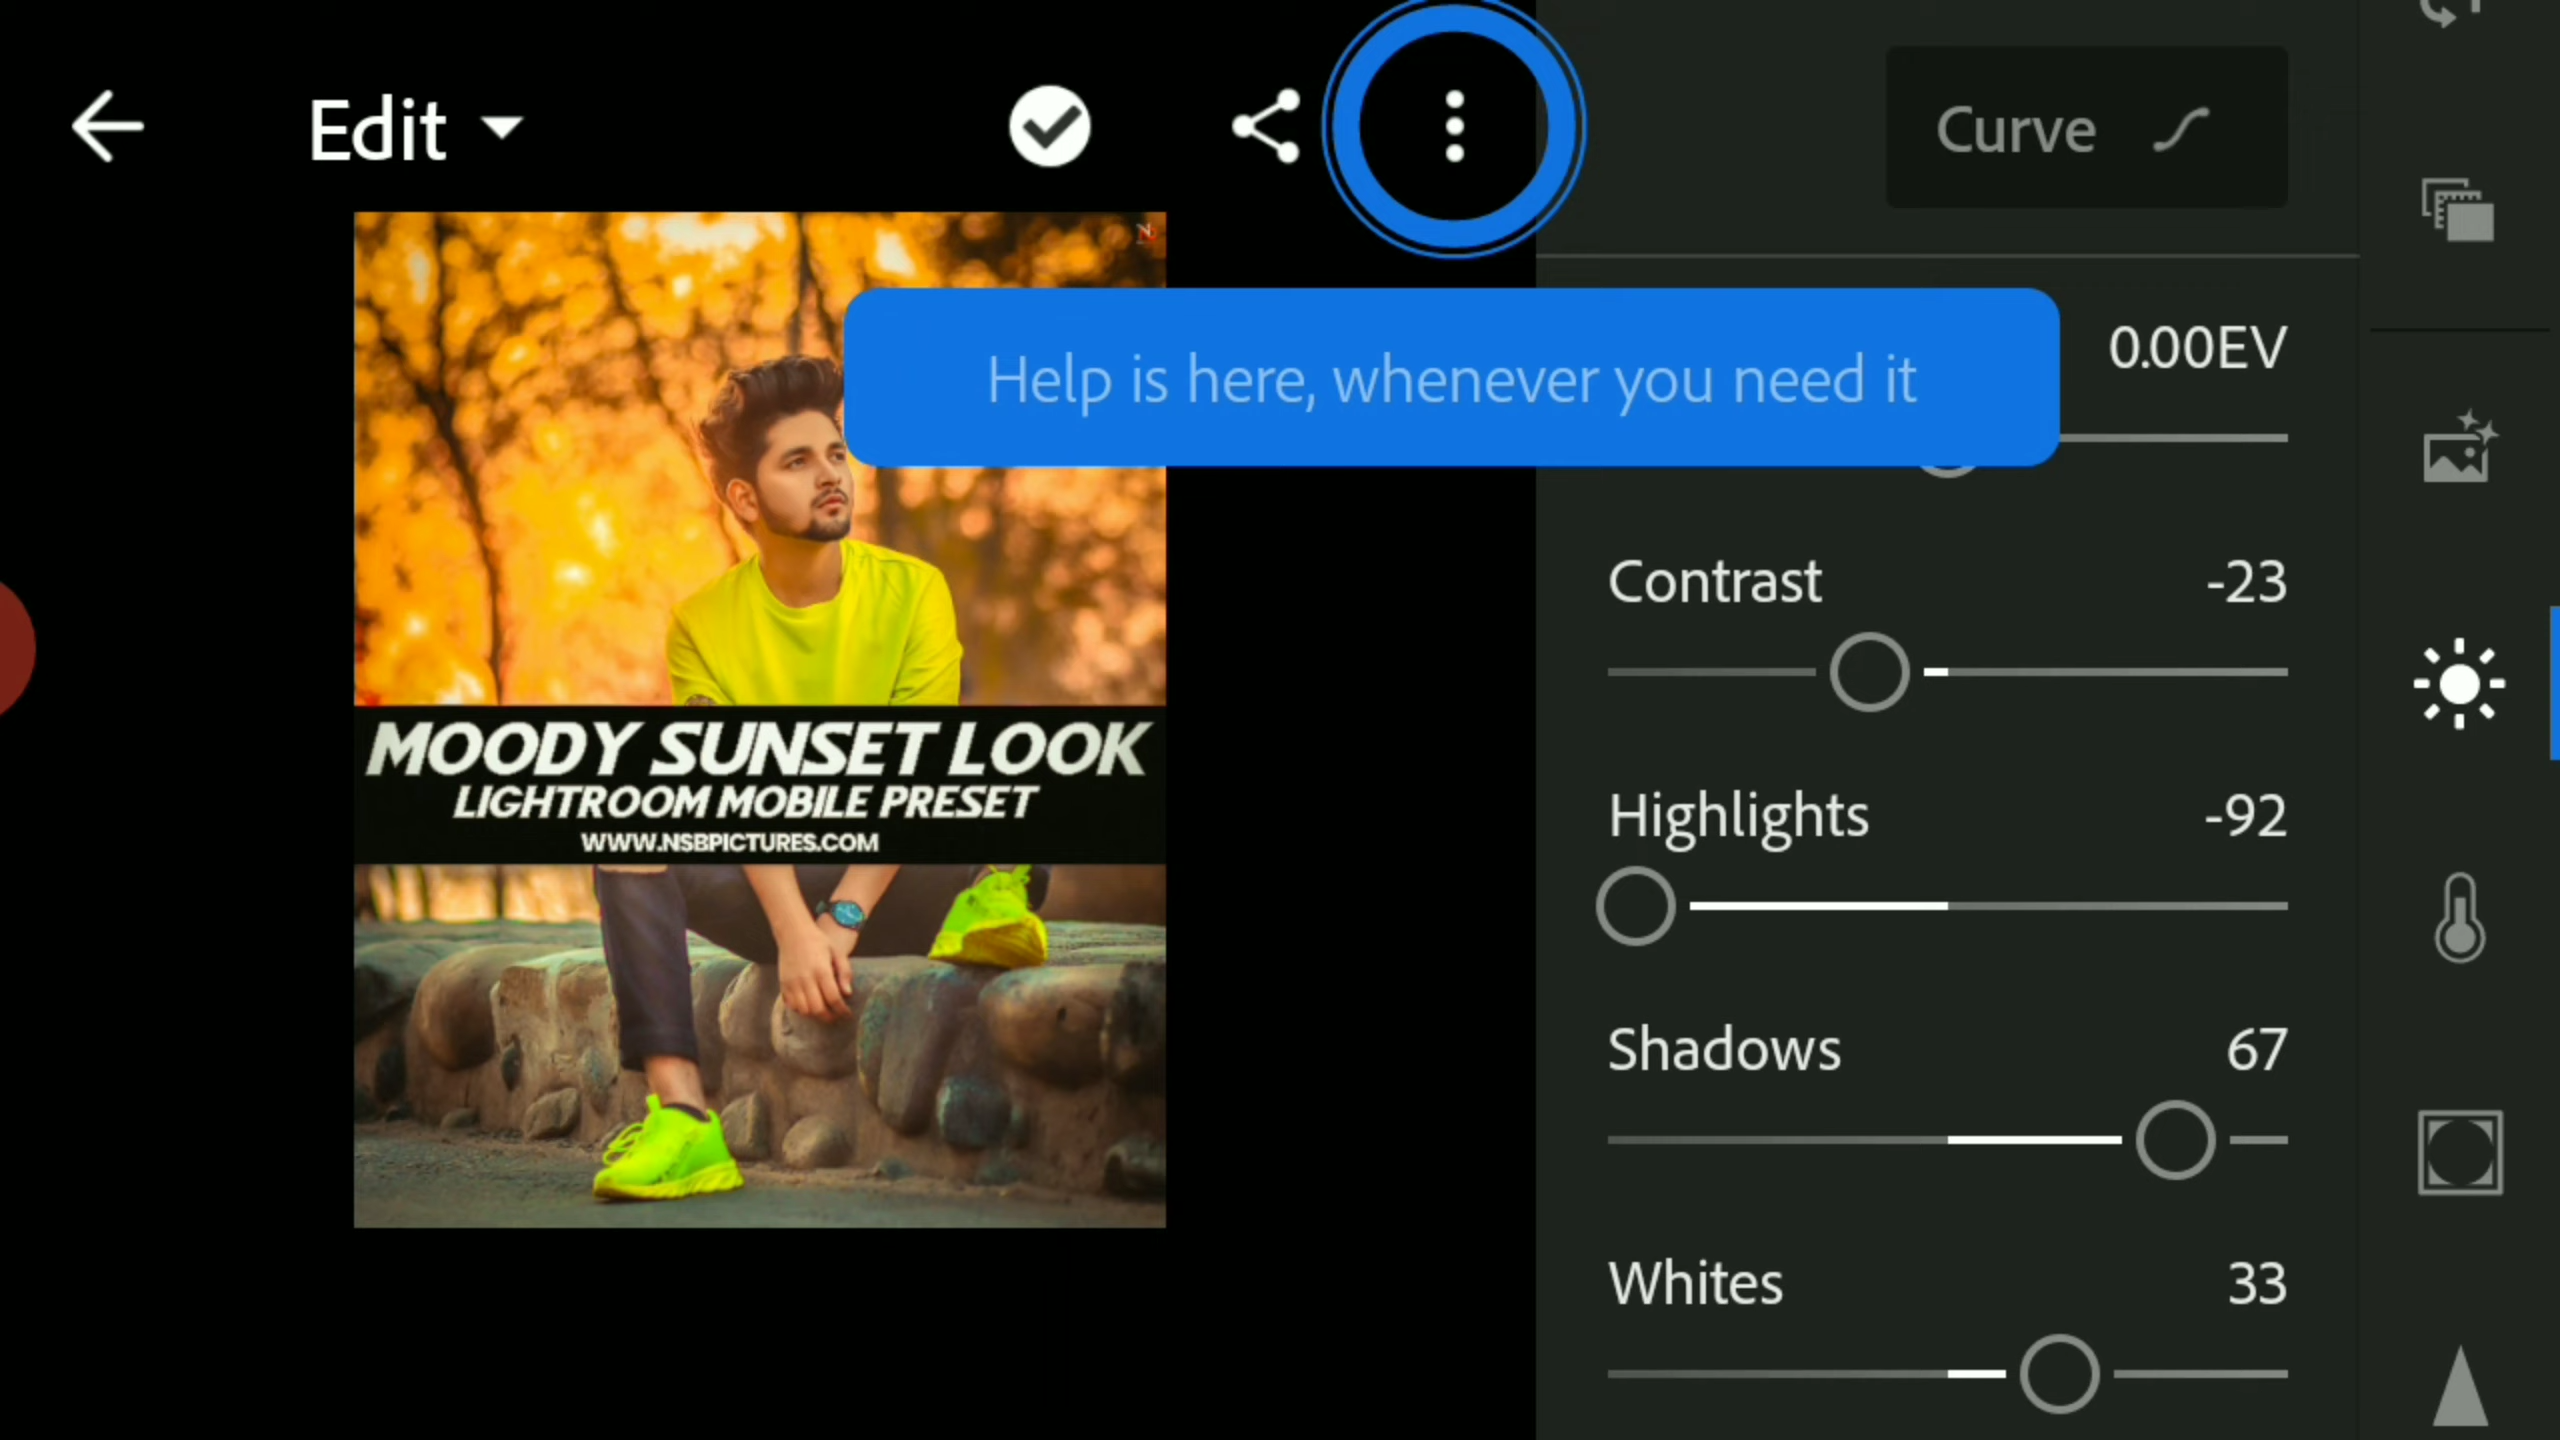 Edit
Curve
Help is here, whenever you need it
0.00EV
Contrast -23
Highlights -92
Shadows 67
Whites 33
MOODY SUNSET LOOK
LIGHTROOM MOBILE PRESET
WWW.NSBPICTURES.COM